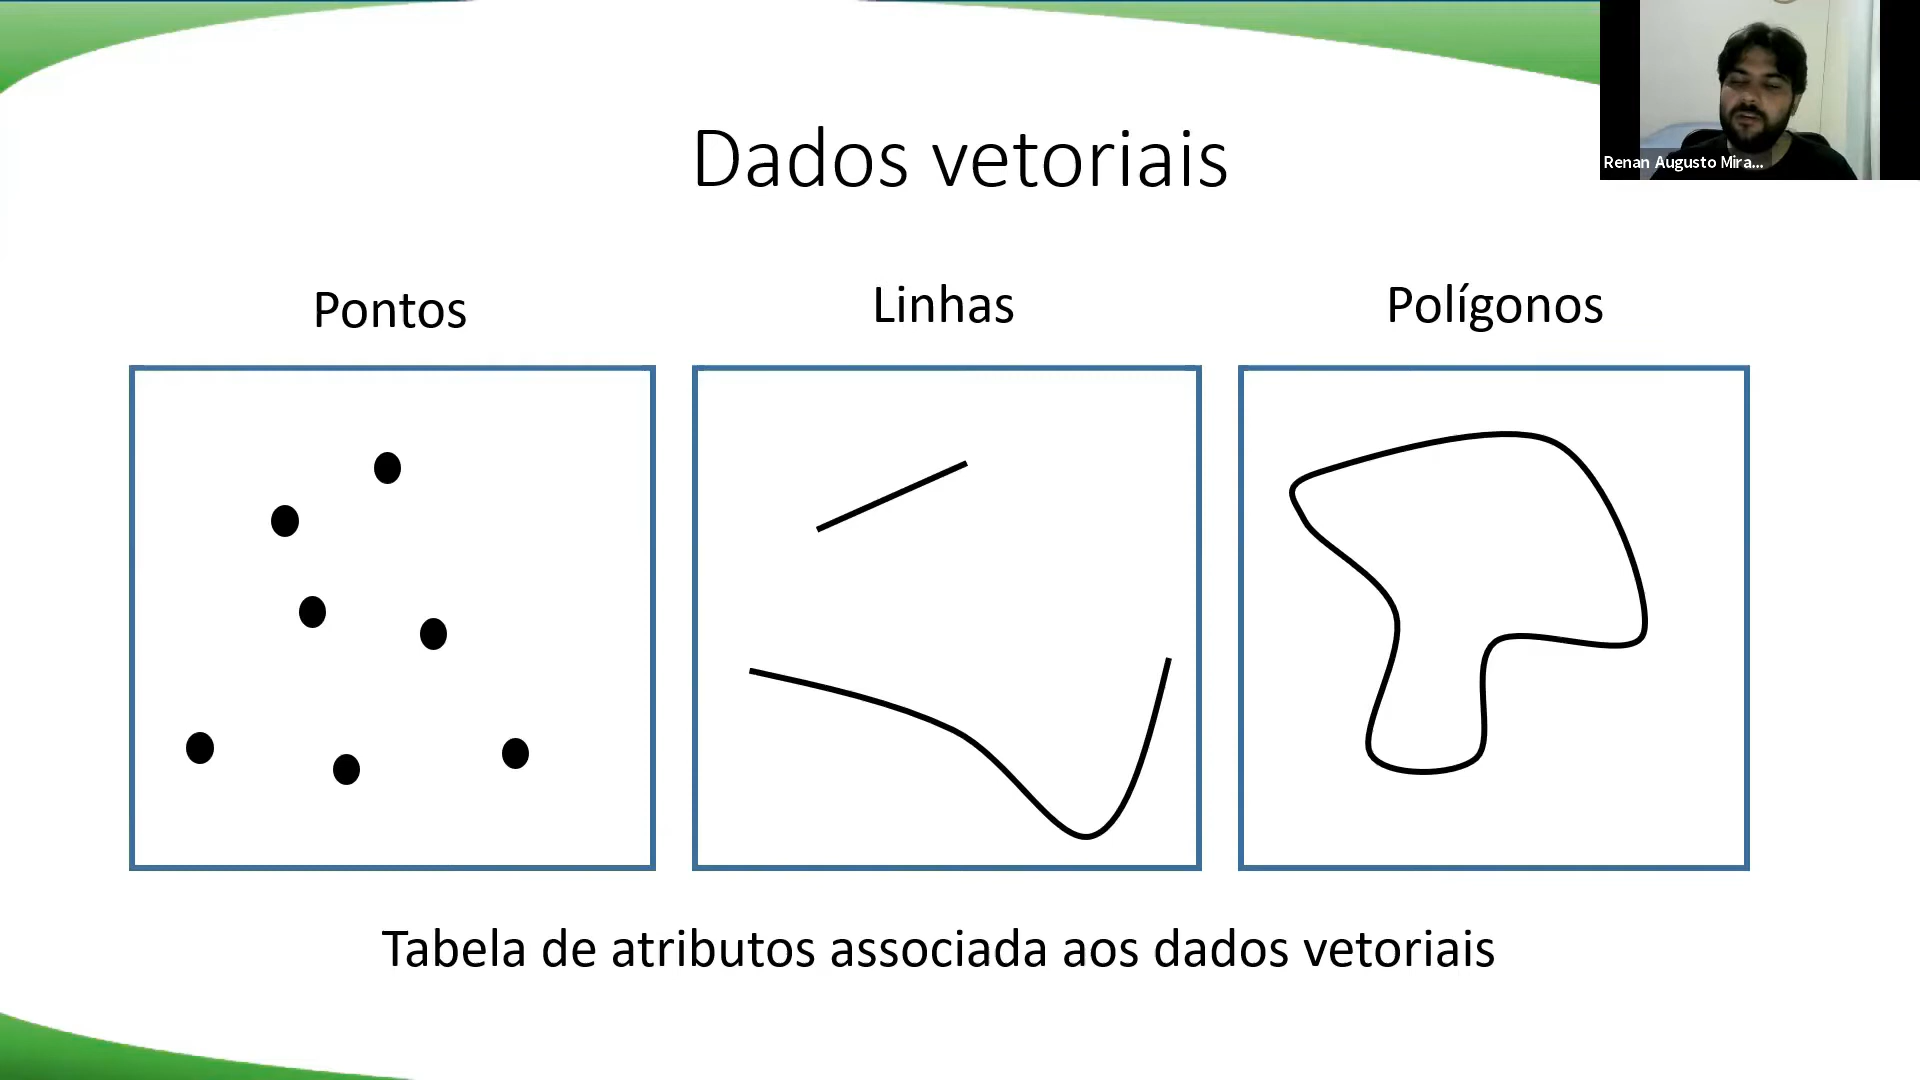 Dados vetoriais
Renan Augusto Mira...
Pontos
Linhas
Polígonos
Tabela de atributos associada aos dados vetoriais